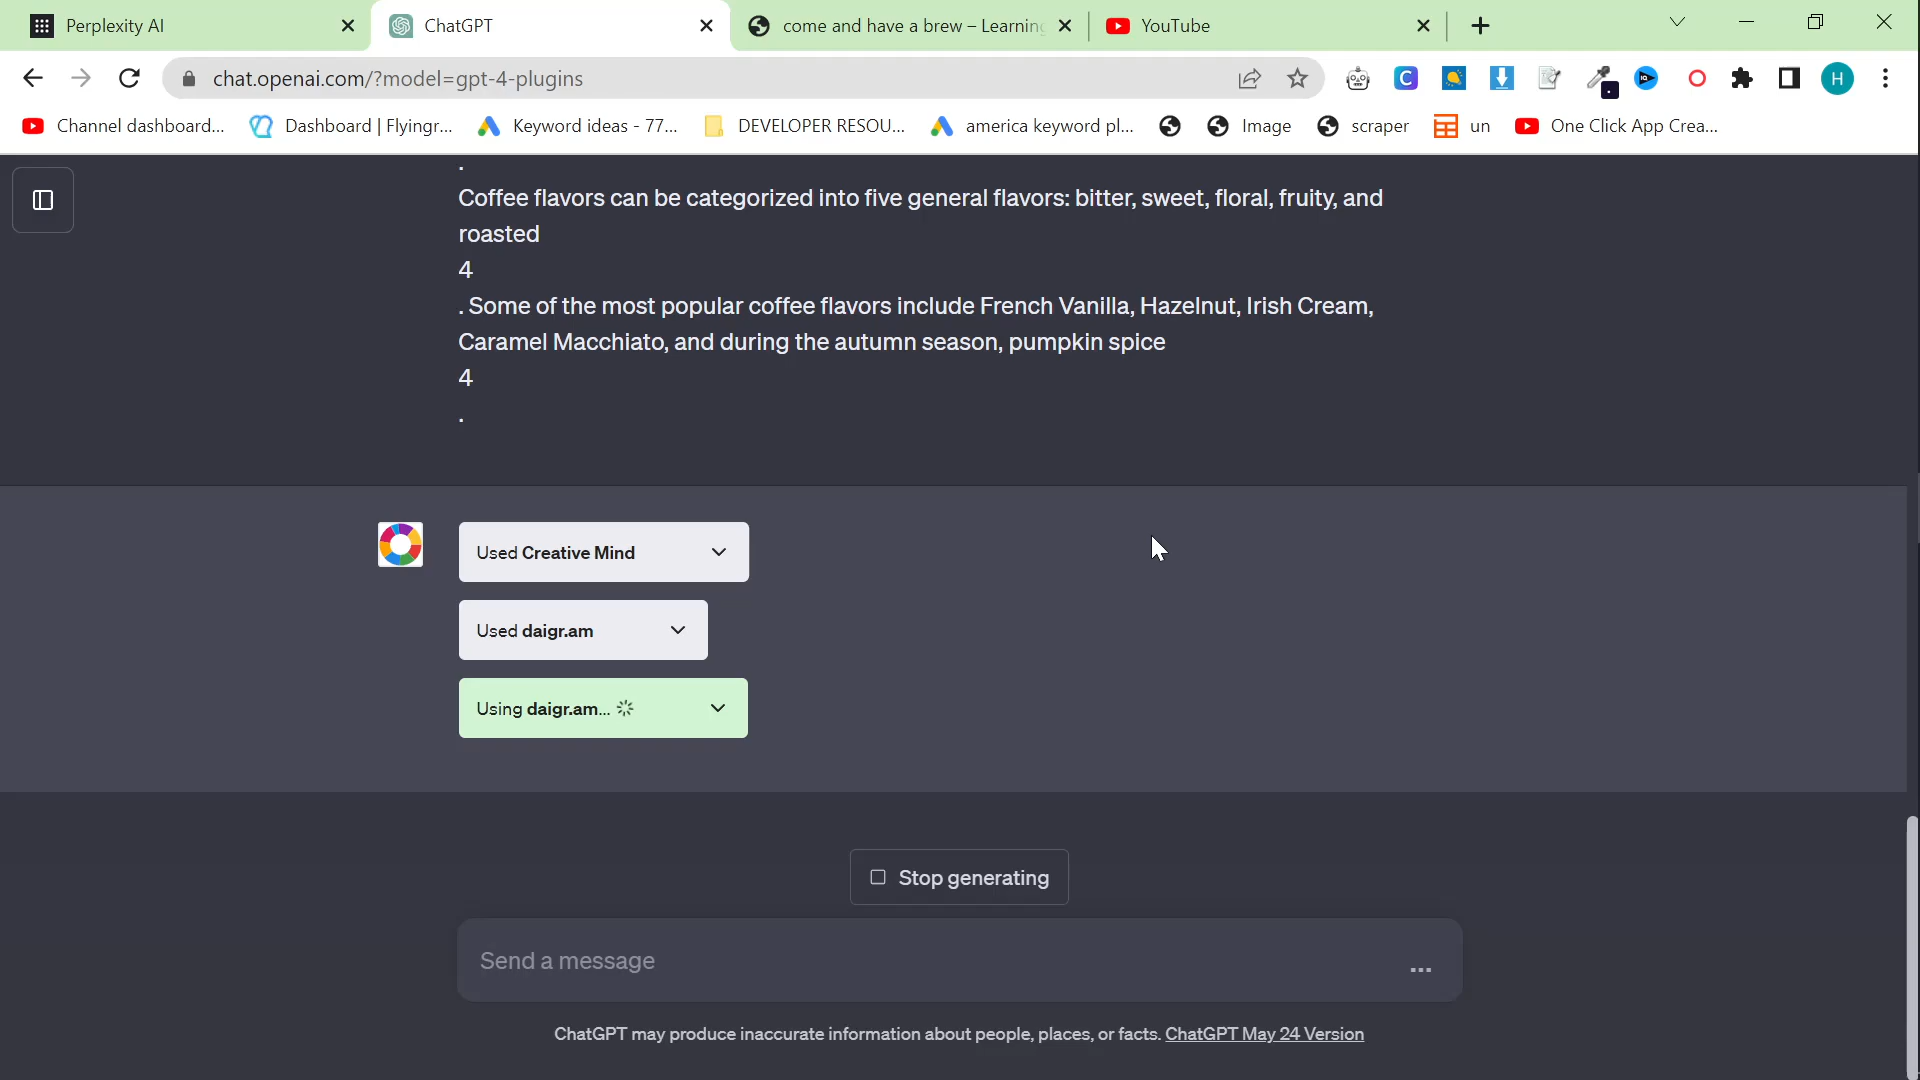 Perplexity AI
ChatGPT
come and have a brew – Learning
YouTube
chat.openai.com/?model=gpt-4-plugins
H
Channel dashboard...
Dashboard | Flyingr...
Keyword ideas - 77...
DEVELOPER RESOU...
america keyword pl...
Image
scraper
un
One Click App Crea...
.
Coffee flavors can be categorized into five general flavors: bitter, sweet, floral, fruity, and
roasted
4
. Some of the most popular coffee flavors include French Vanilla, Hazelnut, Irish Cream,
Caramel Macchiato, and during the autumn season, pumpkin spice
4
.
Used Creative Mind
Used daigr.am
Using daigr.am...
Stop generating
Send a message
ChatGPT may produce inaccurate information about people, places, or facts. ChatGPT May 24 Version